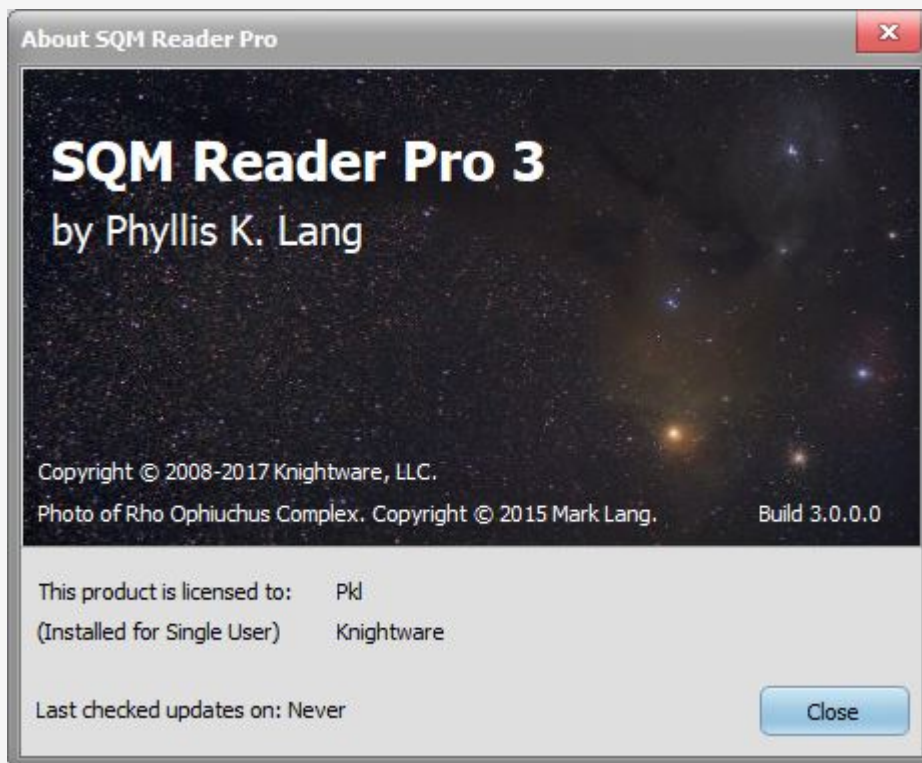 About SQM Reader Pro
SQM Reader Pro 3
by Phyllis K. Lang
Copyright © 2008-2017 Knightware, LLC.
Photo of Rho Ophiuchus Complex. Copyright © 2015 Mark Lang. Build 3.0.0.0
This product is licensed to: Pkl
(Installed for Single User) Knightware
Last checked updates on: Never
Close